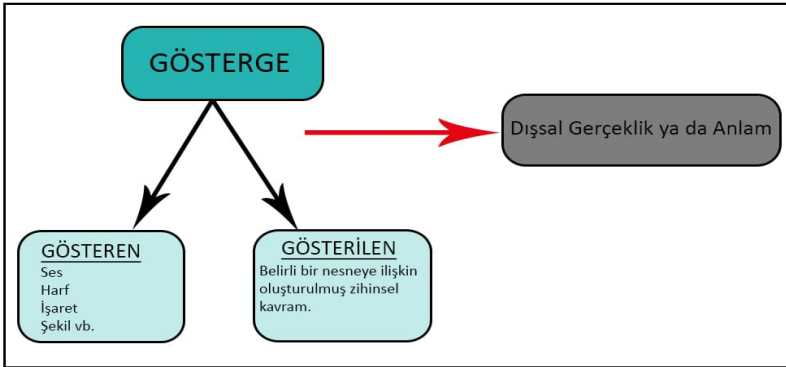 GÖSTERGE
Dışsal Gerçeklik ya da Anlam
GÖSTEREN
Ses
Harf
İşaret
Şekil vb.
GÖSTERİLEN
Belirli bir nesneye ilişkin
oluşturulmuş zihinsel
kavram.